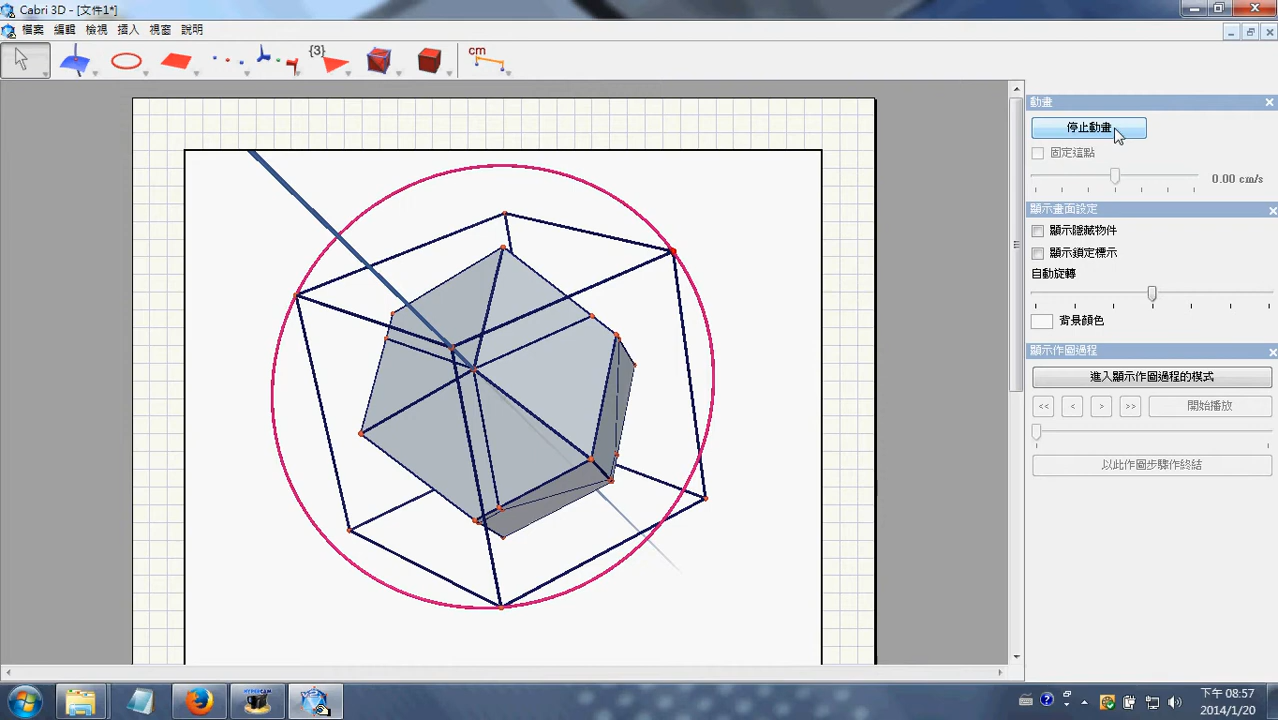 Cabri 3D - [文件1*]
檔案 編輯 檢視 插入 視窗 說明
{3} cm
動畫
停止動畫
固定這點
0.00 cm/s
顯示畫面設定
顯示隱藏物件
顯示鎖定標示
自動旋轉
背景顏色
顯示作圖過程
進入顯示作圖過程的模式
<< < > >> 開始播放
以此作圖步驟作終結
HYPERCAM
下午 08:57
2014/1/20